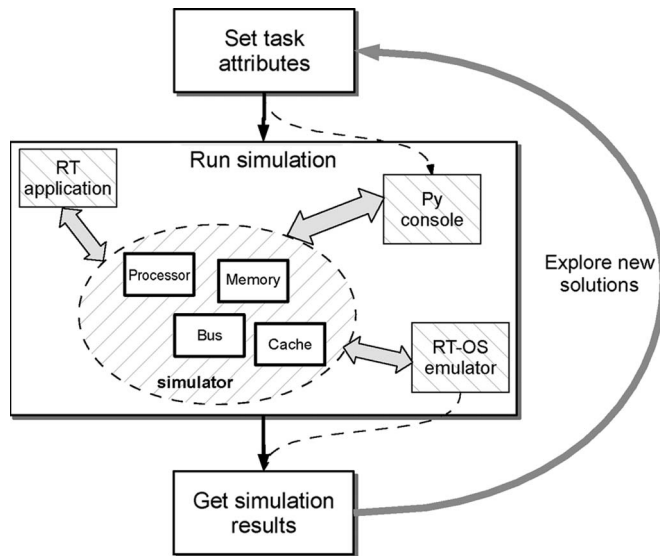 Set task
attributes
Run simulation
RT
application
Py
console
Processor
Memory
Bus
Cache
simulator
RT-OS
emulator
Explore new
solutions
Get simulation
results